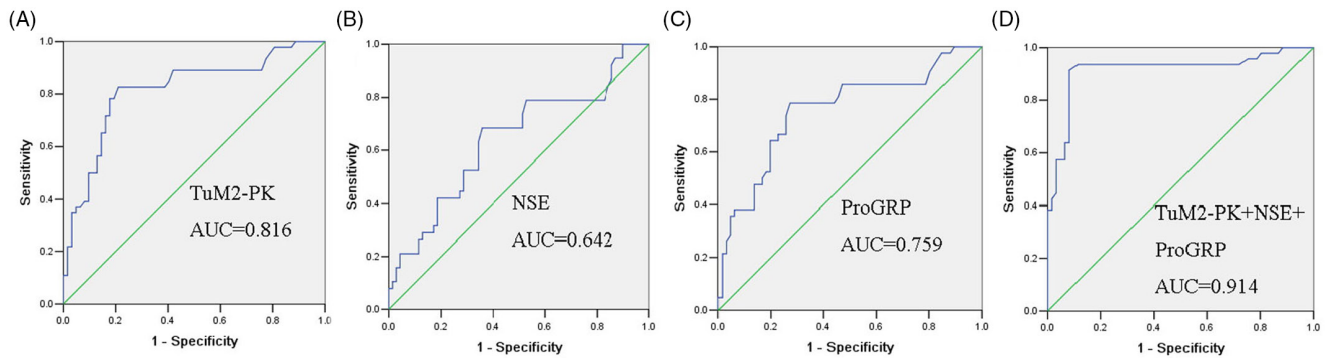 (A)
1.0
0.8
0.6
0.4
0.2
0.0
Sensitivity
0.0 0.2 0.4 0.6 0.8 1.0
1 - Specificity
TuM2-PK
AUC=0.816
(B)
1.0
0.8
0.6
0.4
0.2
0.0
Sensitivity
0.0 0.2 0.4 0.6 0.8 1.0
1 - Specificity
NSE
AUC=0.642
(C)
1.0
0.8
0.6
0.4
0.2
0.0
Sensitivity
0.0 0.2 0.4 0.6 0.8 1.0
1 - Specificity
ProGRP
AUC=0.759
(D)
1.0
0.8
0.6
0.4
0.2
0.0
Sensitivity
0.0 0.2 0.4 0.6 0.8 1.0
1 - Specificity
TuM2-PK+NSE+
ProGRP
AUC=0.914